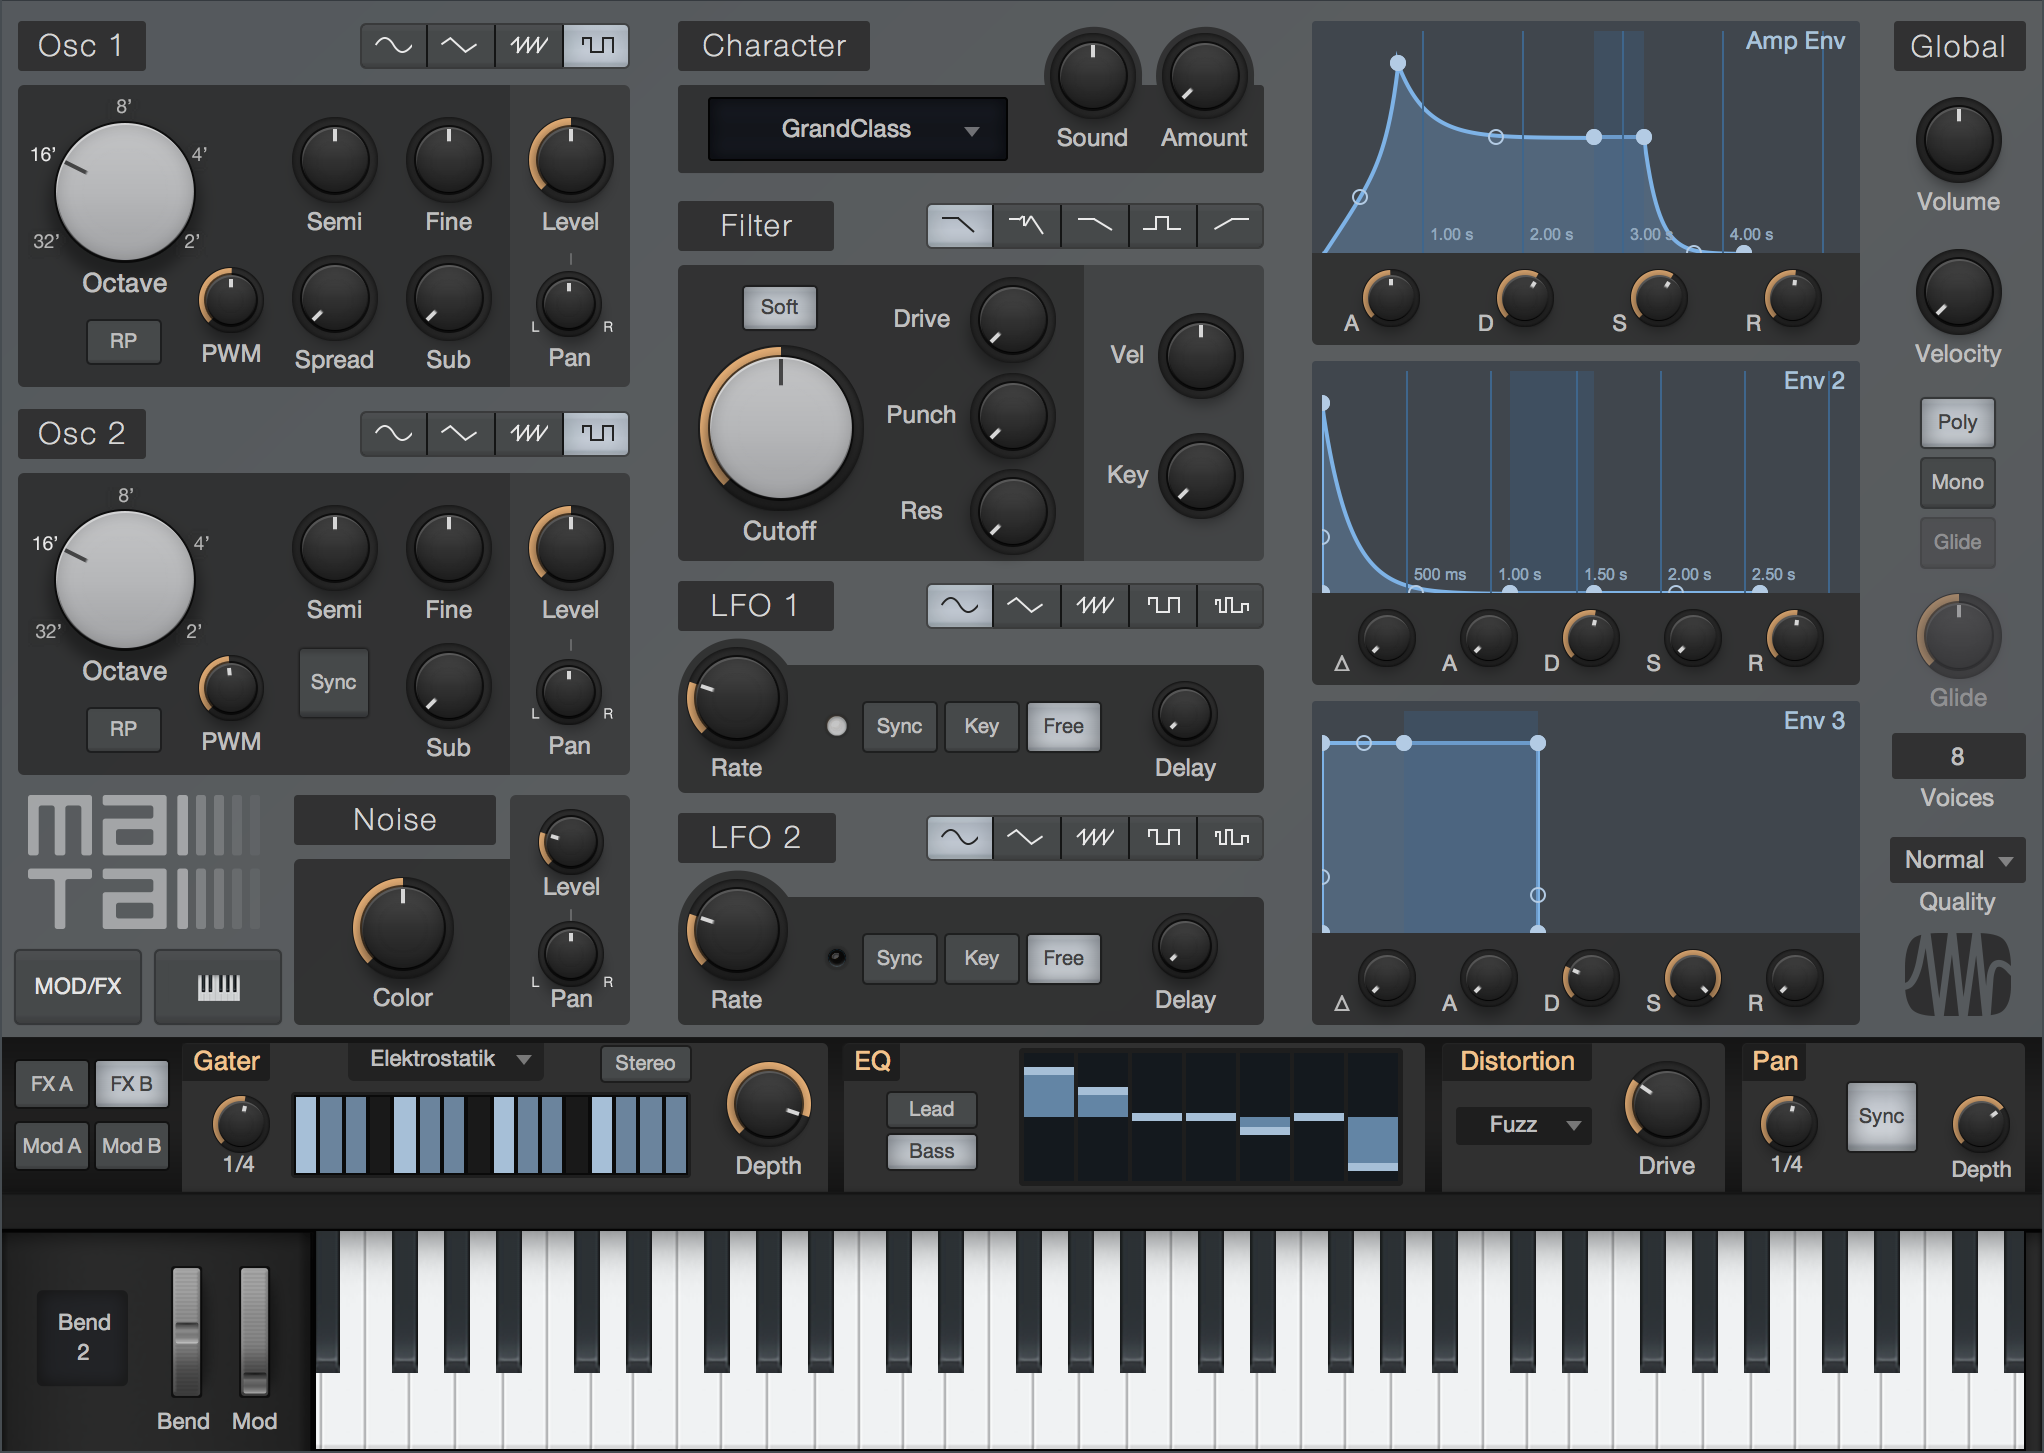 Osc 1
8’
16’
4’
32’
2’
Octave
Semi
Fine
Level
RP
PWM
Spread
Sub
L
R
Pan
Osc 2
8’
16’
4’
32’
2’
Octave
Semi
Fine
Level
RP
PWM
Sync
Sub
L
R
Pan
mai
Tai
MOD/FX
Noise
Color
Level
L
R
Pan
Character
GrandClass
Sound
Amount
Filter
Soft
Cutoff
Drive
Punch
Res
Vel
Key
LFO 1
Rate
Sync
Key
Free
Delay
LFO 2
Rate
Sync
Key
Free
Delay
Amp Env
1.00 s
2.00 s
3.00 s
4.00 s
A
D
S
R
Env 2
500 ms
1.00 s
1.50 s
2.00 s
2.50 s
Δ
A
D
S
R
Env 3
Δ
A
D
S
R
Global
Volume
Velocity
Poly
Mono
Glide
Glide
8
Voices
Normal
Quality
FX A
FX B
Mod A
Mod B
Gater
Elektrostatik
Stereo
1/4
Depth
EQ
Lead
Bass
Distortion
Fuzz
Drive
Pan
Sync
1/4
Depth
Bend
2
Bend
Mod